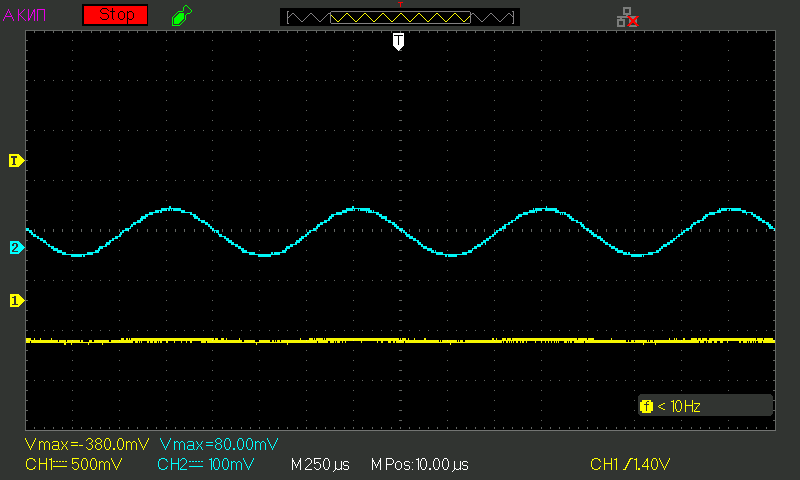 АКИП Stop
T
T
2
1
f < 10Hz
Vmax=-380.0mV Vmax=80.00mV
CH1 500mV CH2 100mV M 250µs M Pos:10.00µs CH1 /1.40V